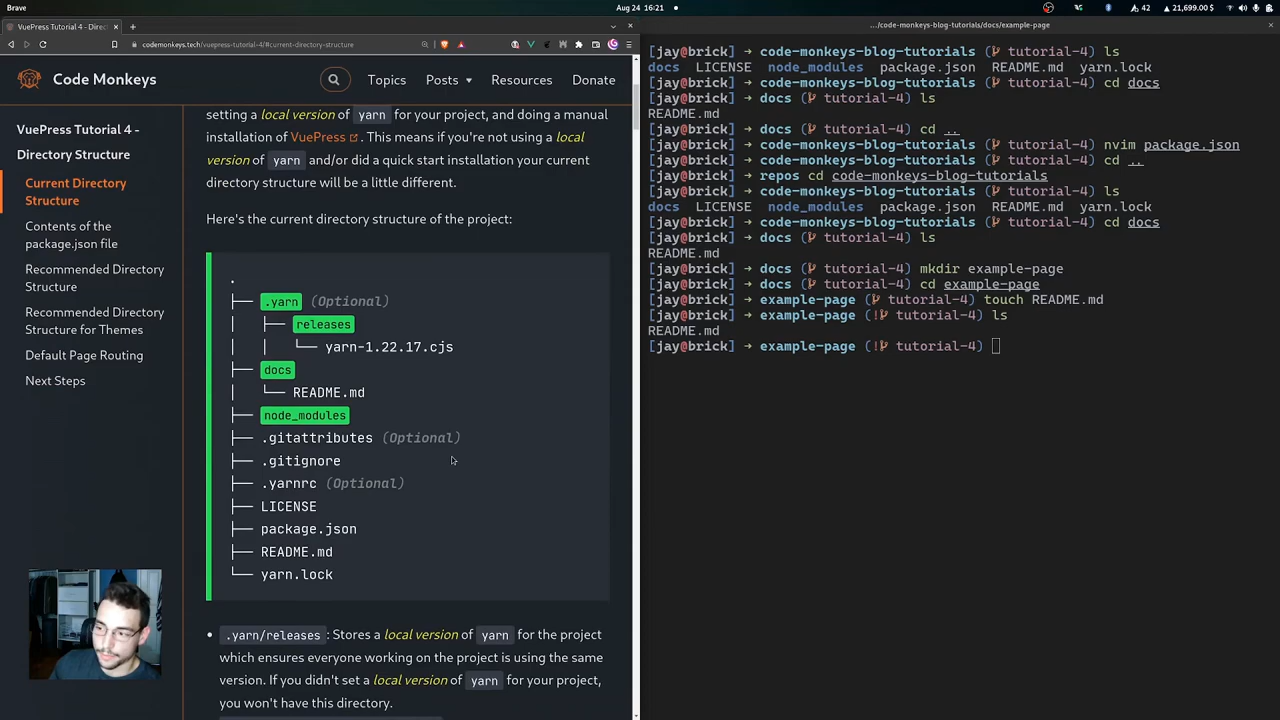 Brave
Aug 24 16:21
42
21,699.00 $
VuePress Tutorial 4 - Direc
.../code-monkeys-blog-tutorials/docs/example-page
codemonkeys.tech/vuepress-tutorial-4/#current-directory-structure
Code Monkeys
Topics
Posts
Resources
Donate
VuePress Tutorial 4 -
Directory Structure
Current Directory
Structure
Contents of the
package.json file
Recommended Directory
Structure
Recommended Directory
Structure for Themes
Default Page Routing
Next Steps
setting a local version of yarn for your project, and doing a manual
installation of VuePress. This means if you're not using a local
version of yarn and/or did a quick start installation your current
directory structure will be a little different.
Here's the current directory structure of the project:
.
├── .yarn (Optional)
│ ├── releases
│ │ └── yarn-1.22.17.cjs
├── docs
│ └── README.md
├── node_modules
├── .gitattributes (Optional)
├── .gitignore
├── .yarnrc (Optional)
├── LICENSE
├── package.json
├── README.md
└── yarn.lock
• .yarn/releases: Stores a local version of yarn for the project
which ensures everyone working on the project is using the same
version. If you didn't set a local version of yarn for your project,
you won't have this directory.
[jay@brick] → code-monkeys-blog-tutorials ( tutorial-4) ls
docs LICENSE node_modules package.json README.md yarn.lock
[jay@brick] → code-monkeys-blog-tutorials ( tutorial-4) cd docs
[jay@brick] → docs ( tutorial-4) ls
README.md
[jay@brick] → docs ( tutorial-4) cd ..
[jay@brick] → code-monkeys-blog-tutorials ( tutorial-4) nvim package.json
[jay@brick] → code-monkeys-blog-tutorials ( tutorial-4) cd ..
[jay@brick] → repos cd code-monkeys-blog-tutorials
[jay@brick] → code-monkeys-blog-tutorials ( tutorial-4) ls
docs LICENSE node_modules package.json README.md yarn.lock
[jay@brick] → code-monkeys-blog-tutorials ( tutorial-4) cd docs
[jay@brick] → docs ( tutorial-4) ls
README.md
[jay@brick] → docs ( tutorial-4) mkdir example-page
[jay@brick] → docs ( tutorial-4) cd example-page
[jay@brick] → example-page ( tutorial-4) touch README.md
[jay@brick] → example-page (! tutorial-4) ls
README.md
[jay@brick] → example-page (! tutorial-4)